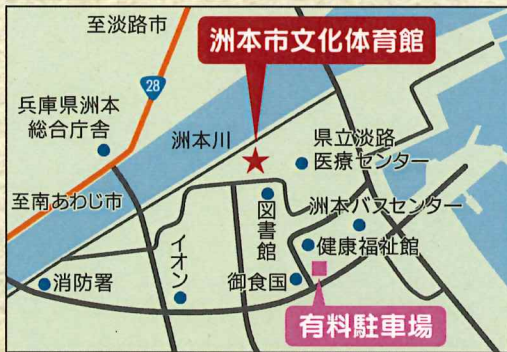 至淡路市
洲本市文化体育館
28
兵庫県洲本
総合庁舎
洲本川
県立淡路
医療センター
至南あわじ市
図書館
洲本バスセンター
イオン
健康福祉館
消防署
御食国
有料駐車場